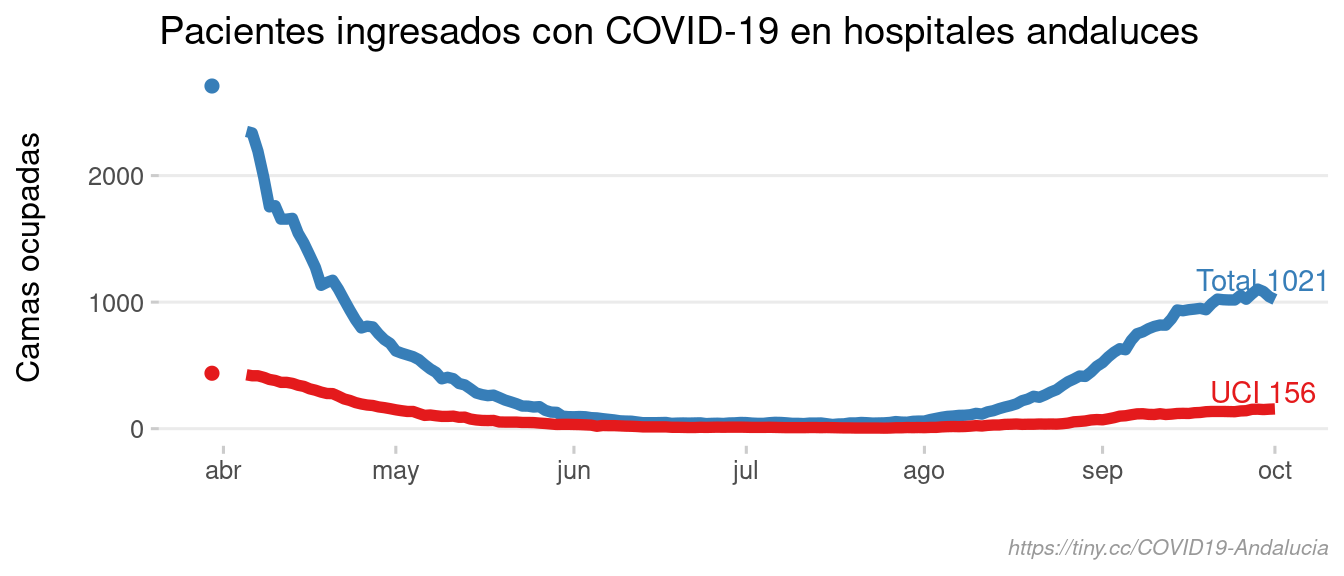 Pacientes ingresados con COVID-19 en hospitales andaluces
Camas ocupadas
2000
1000
0
Total 1021
UCI 156
abr may jun jul ago sep oct
https://tiny.cc/COVID19-Andalucia